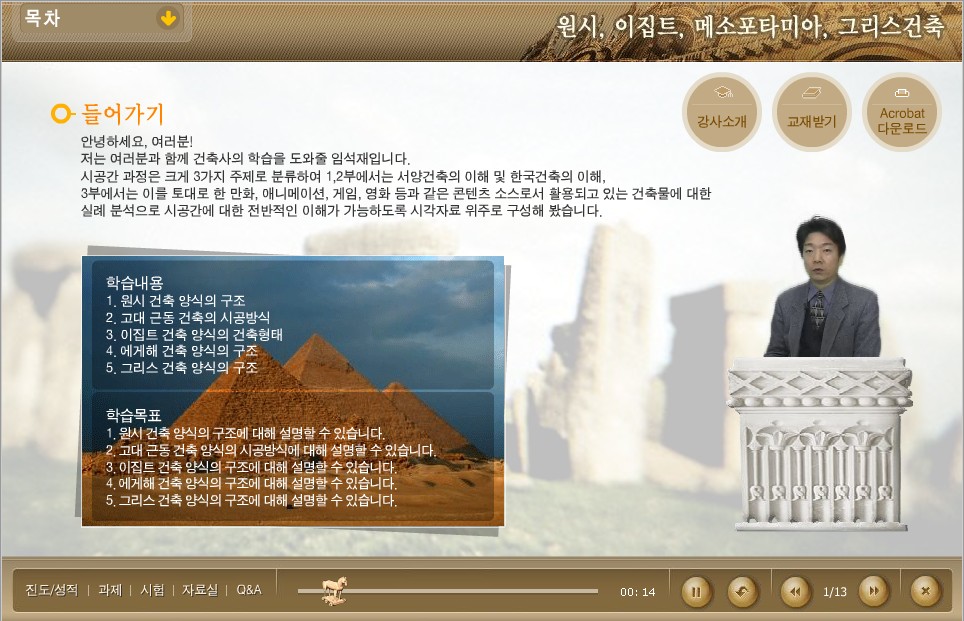 목차
원시, 이집트, 메소포타미아, 그리스건축
강사소개
교재받기
Acrobat
다운로드
들어가기
안녕하세요, 여러분!
저는 여러분과 함께 건축사의 학습을 도와줄 임석재입니다.
시공간 과정은 크게 3가지 주제로 분류하여 1,2부에서는 서양건축의 이해 및 한국건축의 이해,
3부에서는 이를 토대로 한 만화, 애니메이션, 게임, 영화 등과 같은 콘텐츠 소스로서 활용되고 있는 건축물에 대한
실례 분석으로 시공간에 대한 전반적인 이해가 가능하도록 시각자료 위주로 구성해 봤습니다.
학습내용
1. 원시 건축 양식의 구조
2. 고대 근동 건축의 시공방식
3. 이집트 건축 양식의 건축형태
4. 에게해 건축 양식의 구조
5. 그리스 건축 양식의 구조
학습목표
1. 원시 건축 양식의 구조에 대해 설명할 수 있습니다.
2. 고대 근동 건축 양식의 시공방식에 대해 설명할 수 있습니다.
3. 이집트 건축 양식의 구조에 대해 설명할 수 있습니다.
4. 에게해 건축 양식의 구조에 대해 설명할 수 있습니다.
5. 그리스 건축 양식의 구조에 대해 설명할 수 있습니다.
진도/성적 | 과제 | 시험 | 자료실 | Q&A
00: 14
1/13